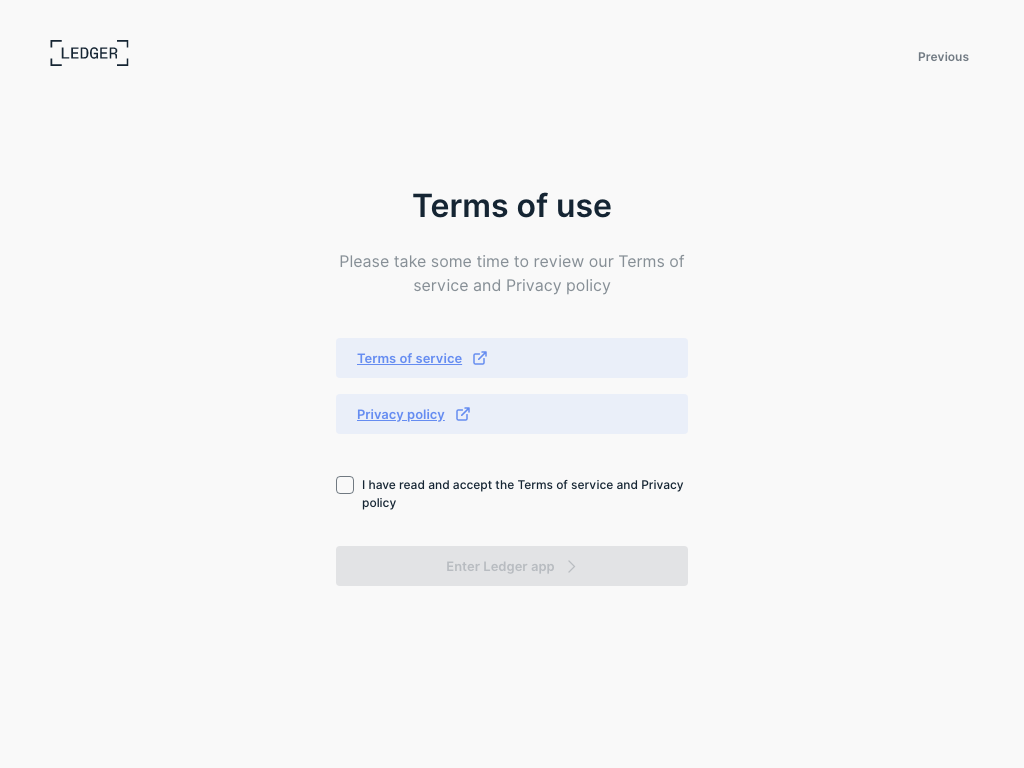 LEDGER
Previous
Terms of use
Please take some time to review our Terms of
service and Privacy policy
Terms of service
Privacy policy
I have read and accept the Terms of service and Privacy
policy
Enter Ledger app